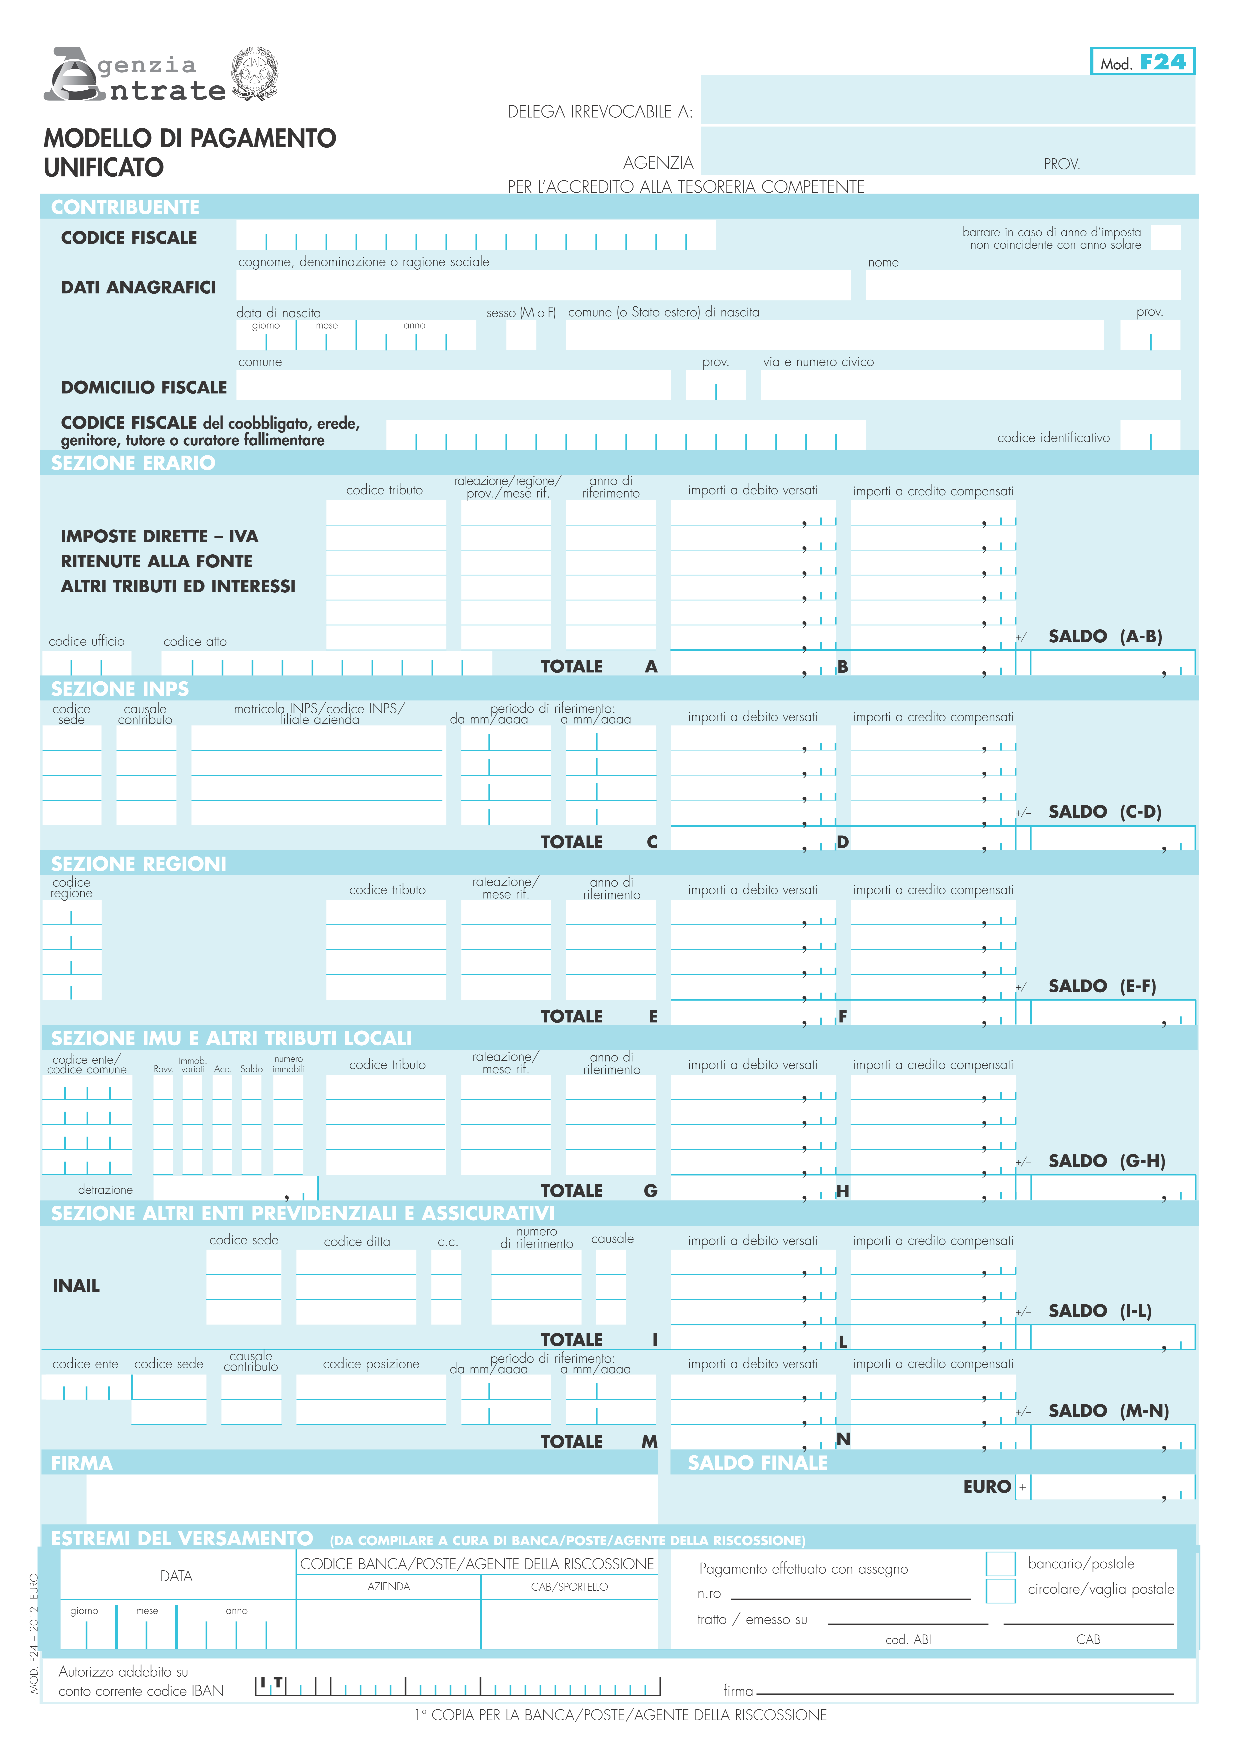 Agenzia
Entrate
Mod. F24
DELEGA IRREVOCABILE A:
MODELLO DI PAGAMENTO
UNIFICATO
AGENZIA PROV.
PER L'ACCREDITO ALLA TESORERIA COMPETENTE
CONTRIBUENTE
CODICE FISCALE
barrare in caso di anno d'imposta
non coincidente con anno solare
cognome, denominazione o ragione sociale nome
DATI ANAGRAFICI
data di nascita sesso (M o F) comune (o Stato estero) di nascita prov.
giorno mese anno
comune prov. via e numero civico
DOMICILIO FISCALE
CODICE FISCALE del coobbligato, erede,
genitore, tutore o curatore fallimentare codice identificativo
SEZIONE ERARIO
codice tributo rateazione/regione/ prov./mese rif. anno di riferimento importi a debito versati importi a credito compensati
IMPOSTE DIRETTE – IVA
RITENUTE ALLA FONTE
ALTRI TRIBUTI ED INTERESSI
codice ufficio codice atto +/ SALDO (A-B)
TOTALE A B
SEZIONE INPS
codice sede causale contributo matricola INPS/codice INPS/ filiale azienda periodo di riferimento: da mm/aaaa a mm/aaaa importi a debito versati importi a credito compensati
+/– SALDO (C-D)
TOTALE C D
SEZIONE REGIONI
codice regione codice tributo rateazione/ mese rif. anno di riferimento importi a debito versati importi a credito compensati
+/ SALDO (E-F)
TOTALE E F
SEZIONE IMU E ALTRI TRIBUTI LOCALI
codice ente/ codice comune Ravv. Immob. variati Acc. Saldo numero immobili codice tributo rateazione/ mese rif. anno di riferimento importi a debito versati importi a credito compensati
+/– SALDO (G-H)
detrazione TOTALE G H
SEZIONE ALTRI ENTI PREVIDENZIALI E ASSICURATIVI
codice sede codice ditta c.c. numero di riferimento causale importi a debito versati importi a credito compensati
INAIL
+/– SALDO (I-L)
TOTALE I L
codice ente codice sede causale contributo codice posizione periodo di riferimento: da mm/aaaa a mm/aaaa importi a debito versati importi a credito compensati
+/– SALDO (M-N)
TOTALE M N
FIRMA SALDO FINALE
EURO +
ESTREMI DEL VERSAMENTO (DA COMPILARE A CURA DI BANCA/POSTE/AGENTE DELLA RISCOSSIONE)
DATA CODICE BANCA/POSTE/AGENTE DELLA RISCOSSIONE
AZIENDA CAB/SPORTELLO
giorno mese anno
Pagamento effettuato con assegno bancario/postale
n.ro circolare/vaglia postale
tratto / emesso su
cod. ABI CAB
Autorizzo addebito su
conto corrente codice IBAN I T firma
MOD. F24 – 2012 EURO
1ª COPIA PER LA BANCA/POSTE/AGENTE DELLA RISCOSSIONE